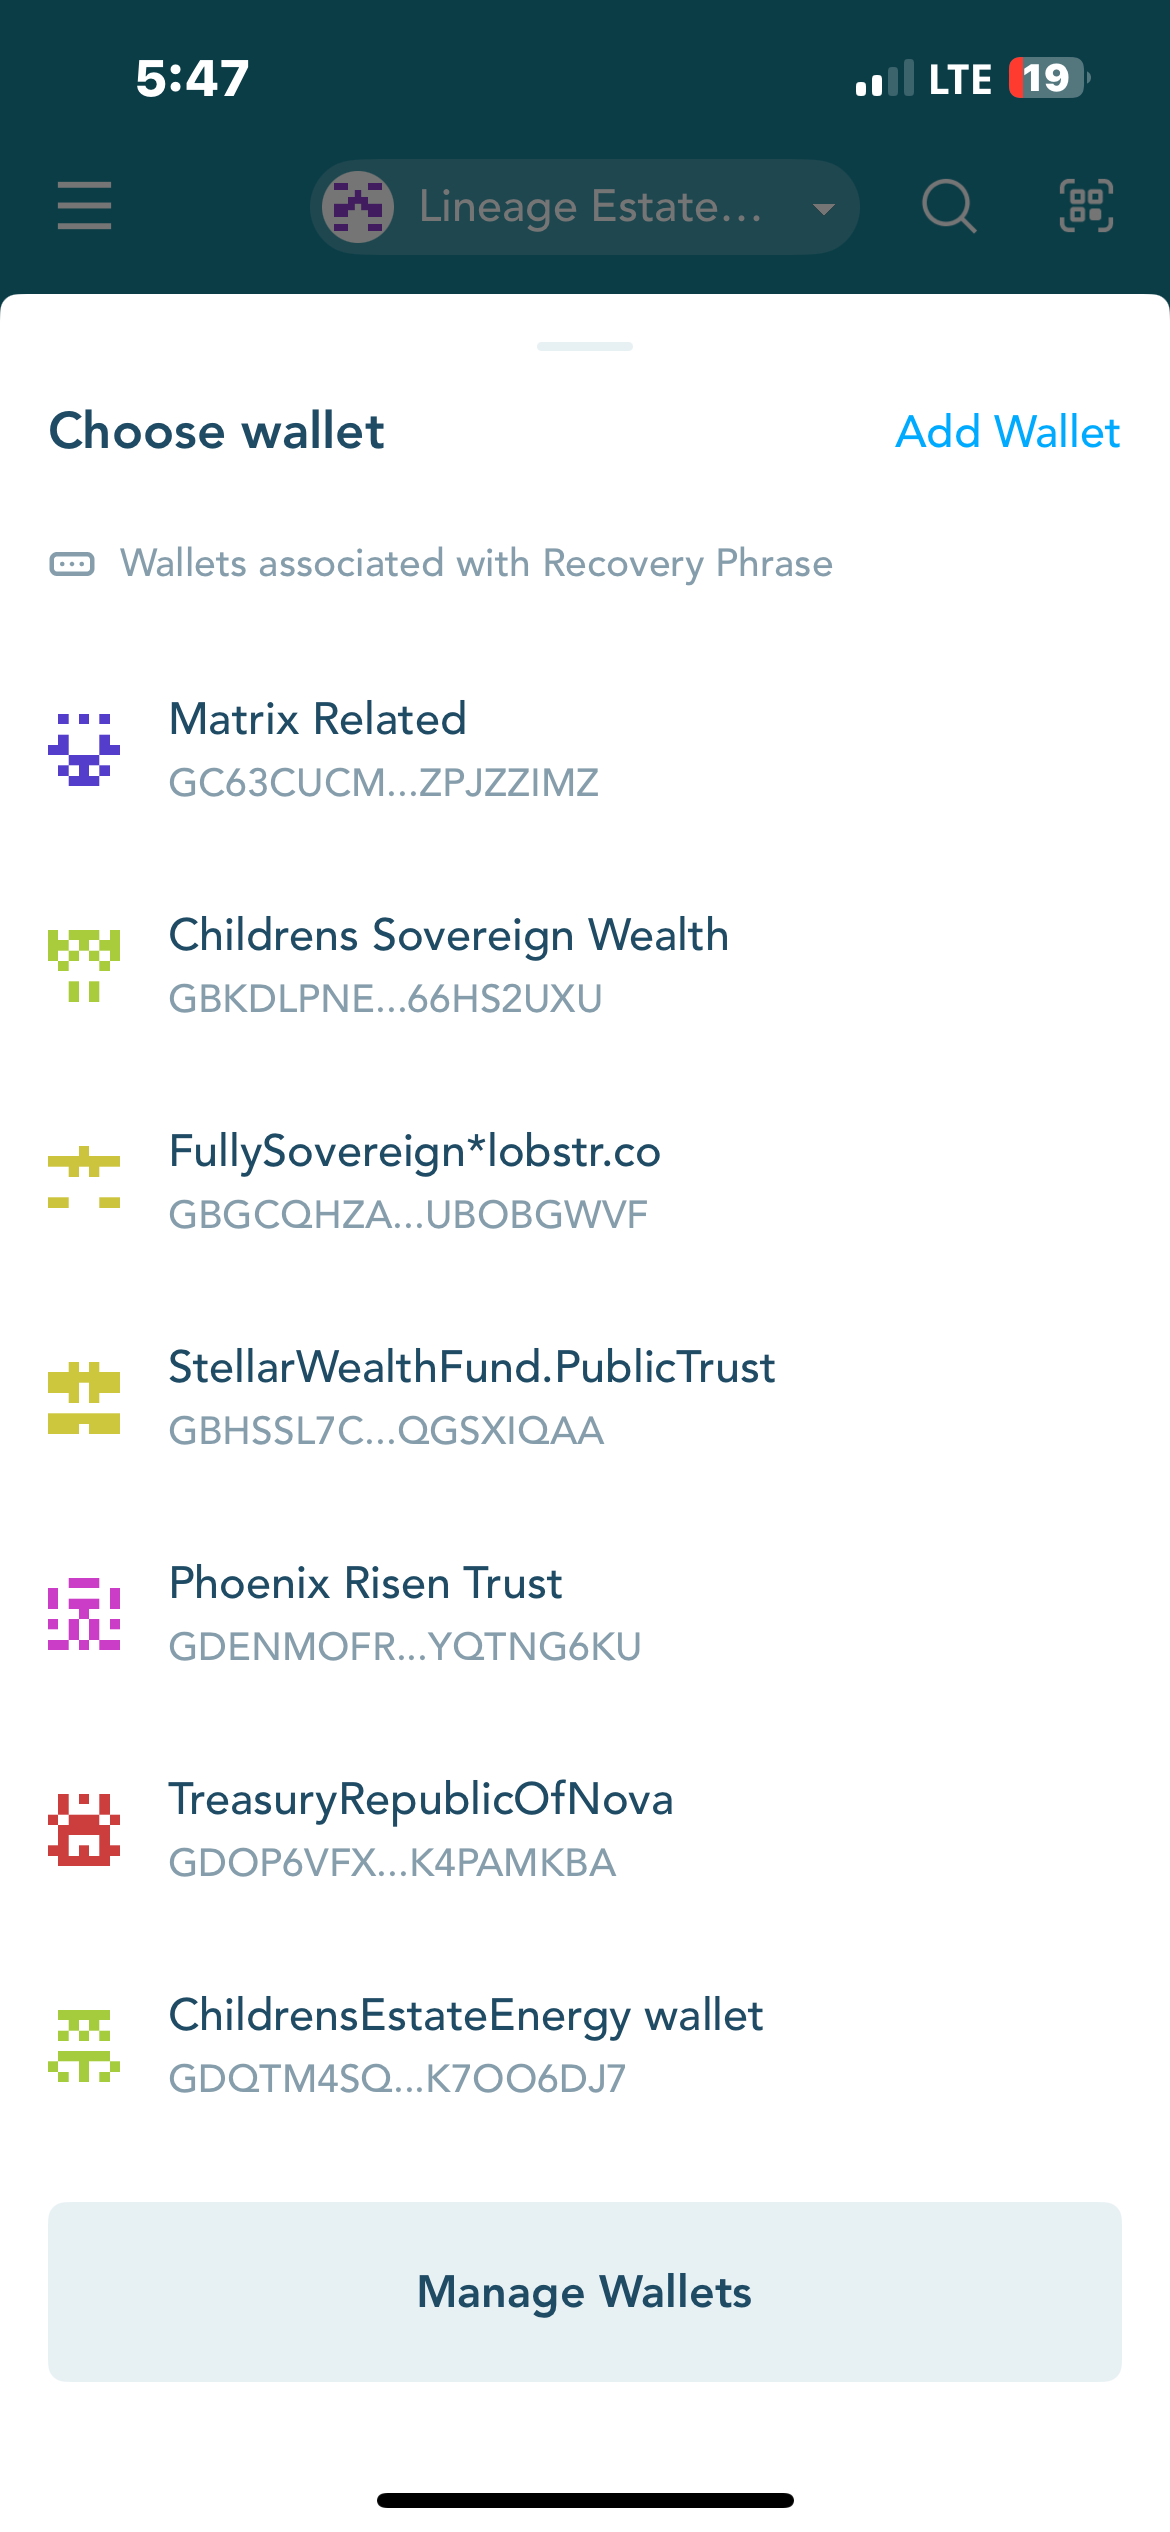 5:47
LTE 19
Lineage Estate...
Choose wallet
Add Wallet
Wallets associated with Recovery Phrase
Matrix Related
GC63CUCM...ZPJZZIMZ
Childrens Sovereign Wealth
GBKDLPNE...66HS2UXU
FullySovereign*lobstr.co
GBGCQHZA...UBOBGWVF
StellarWealthFund.PublicTrust
GBHSSL7C...QGSXIQAA
Phoenix Risen Trust
GDENMOFR...YQTNG6KU
TreasuryRepublicOfNova
GDOP6VFX...K4PAMKBA
ChildrensEstateEnergy wallet
GDQTM4SQ...K7OO6DJ7
Manage Wallets